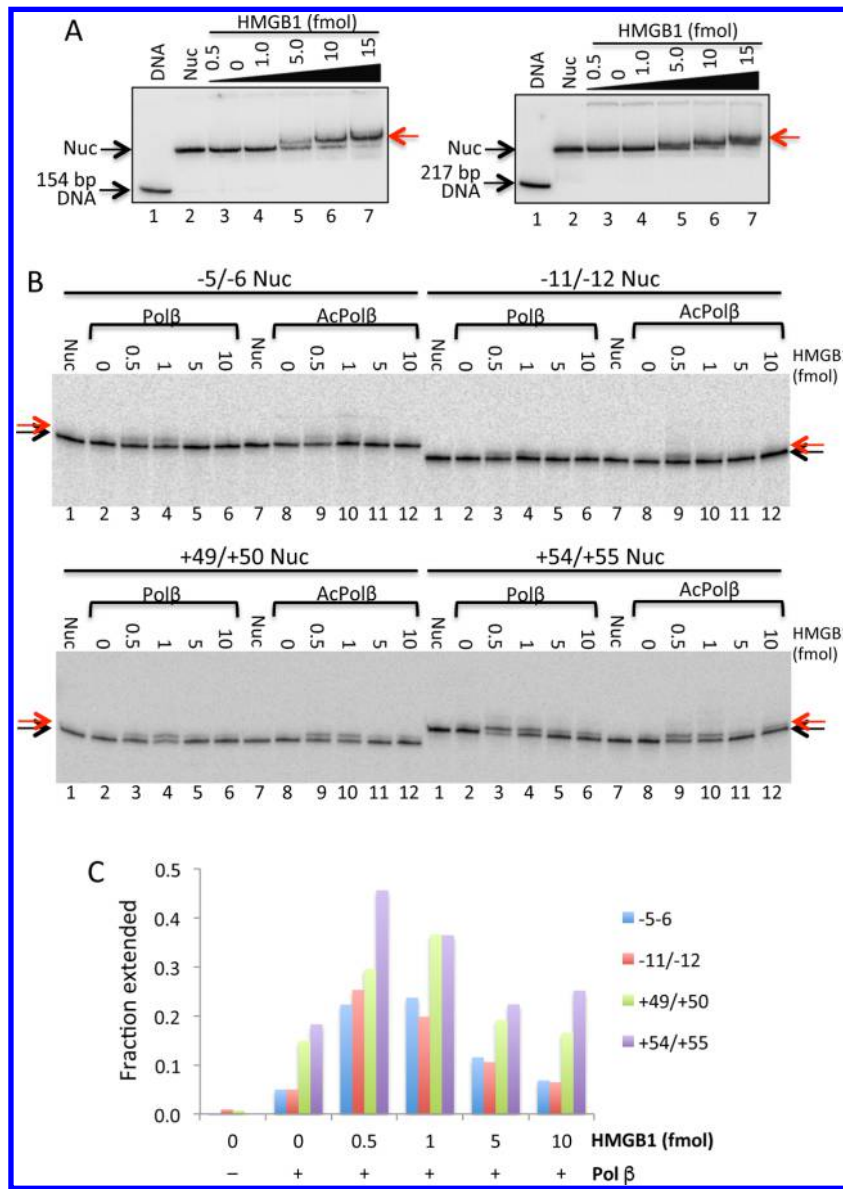 A
HMGB1 (fmol)
DNA Nuc 0.5 0 1.0 5.0 10 15
Nuc
154 bp
DNA
1 2 3 4 5 6 7
HMGB1 (fmol)
DNA Nuc 0.5 0 1.0 5.0 10 15
Nuc
217 bp
DNA
1 2 3 4 5 6 7
B
-5/-6 Nuc -11/-12 Nuc
Polβ AcPolβ Polβ AcPolβ
Nuc 0 0.5 1 5 10 Nuc 0 0.5 1 5 10 Nuc 0 0.5 1 5 10 Nuc 0 0.5 1 5 10 HMGB1
(fmol)
1 2 3 4 5 6 7 8 9 10 11 12 1 2 3 4 5 6 7 8 9 10 11 12
+49/+50 Nuc +54/+55 Nuc
Polβ AcPolβ Polβ AcPolβ
Nuc 0 0.5 1 5 10 Nuc 0 0.5 1 5 10 Nuc 0 0.5 1 5 10 Nuc 0 0.5 1 5 10 HMGB1
(fmol)
1 2 3 4 5 6 7 8 9 10 11 12 1 2 3 4 5 6 7 8 9 10 11 12
C
Fraction extended
0.5
0.4
0.3
0.2
0.1
0.0
-5-6
-11/-12
+49/+50
+54/+55
0 0 0.5 1 5 10 HMGB1 (fmol)
– + + + + + Pol β